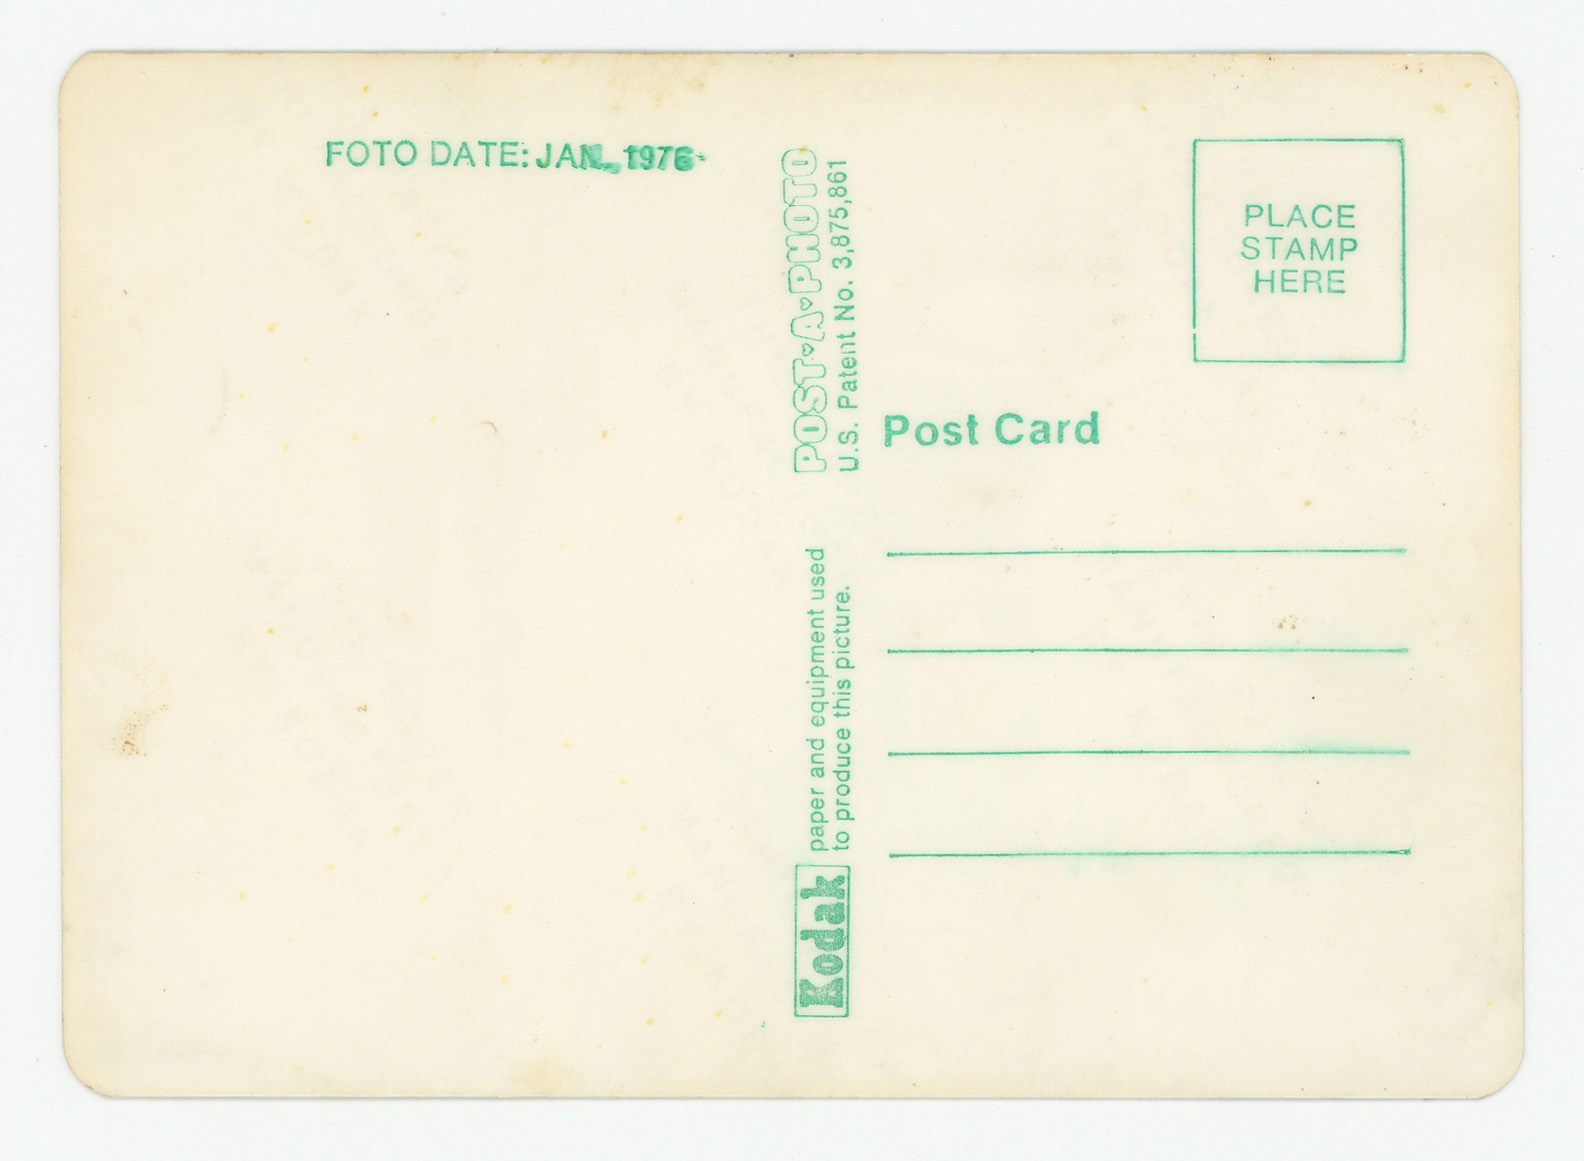 FOTO DATE: JAN. 1976
POST·A·PHOTO
U.S. Patent No. 3,875,861
Kodak paper and equipment used
to produce this picture.
PLACE
STAMP
HERE
Post Card